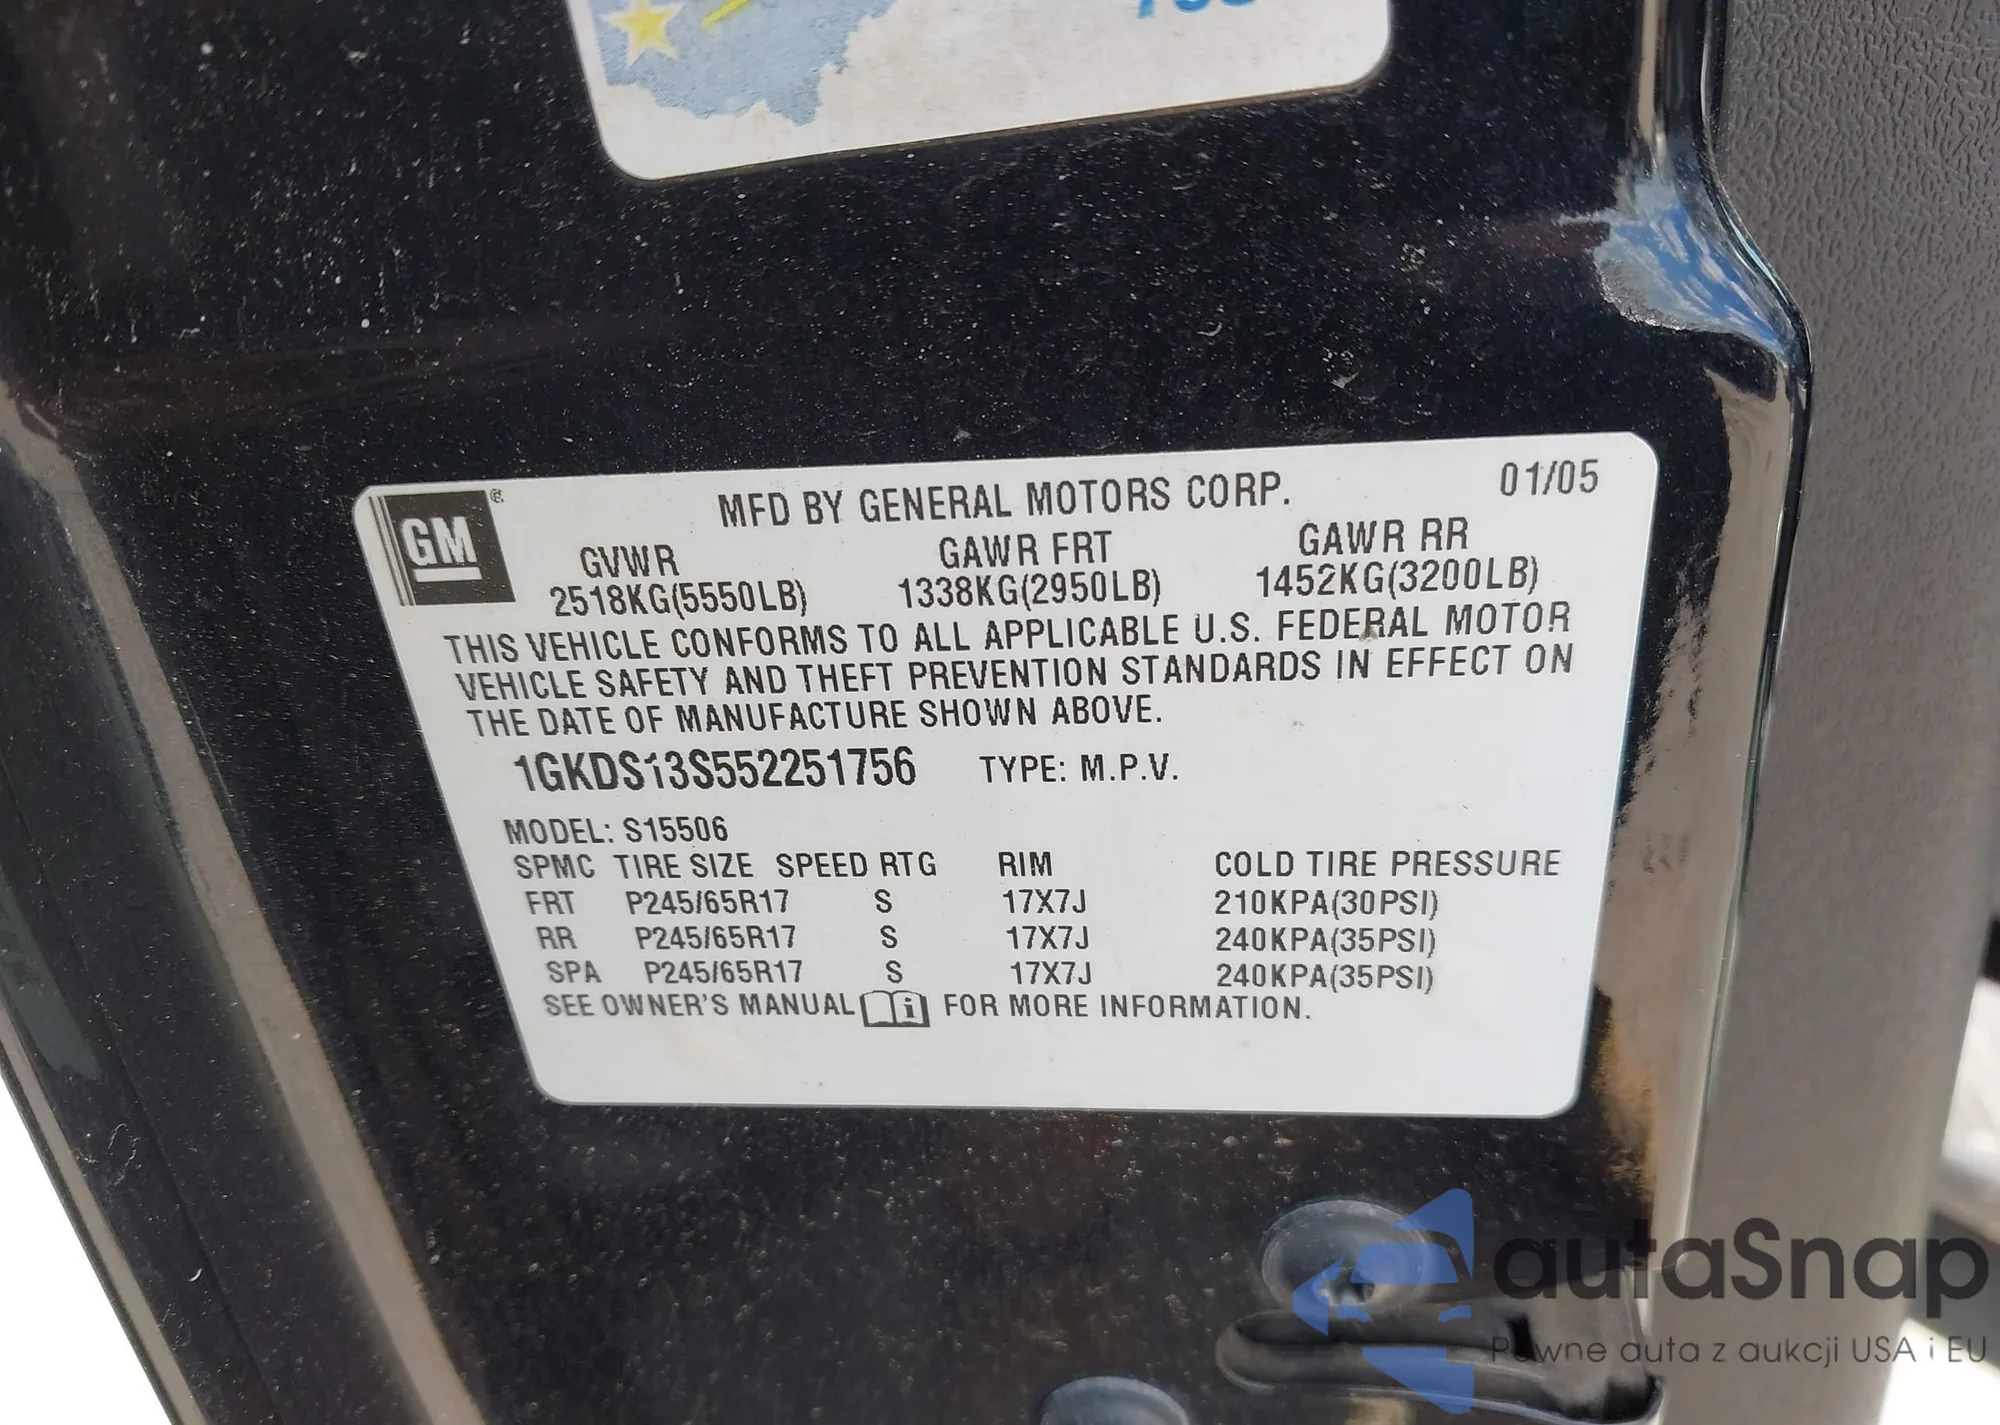 MFD BY GENERAL MOTORS CORP. 01/05
GM ®
GVWR GAWR FRT GAWR RR
2518KG(5550LB) 1338KG(2950LB) 1452KG(3200LB)
THIS VEHICLE CONFORMS TO ALL APPLICABLE U.S. FEDERAL MOTOR
VEHICLE SAFETY AND THEFT PREVENTION STANDARDS IN EFFECT ON
THE DATE OF MANUFACTURE SHOWN ABOVE.
1GKDS13S552251756 TYPE: M.P.V.
MODEL: S15506
SPMC TIRE SIZE SPEED RTG RIM COLD TIRE PRESSURE
FRT P245/65R17 S 17X7J 210KPA(30PSI)
RR P245/65R17 S 17X7J 240KPA(35PSI)
SPA P245/65R17 S 17X7J 240KPA(35PSI)
SEE OWNER'S MANUAL i FOR MORE INFORMATION.
autaSnap
Pewne auta z aukcji USA i EU